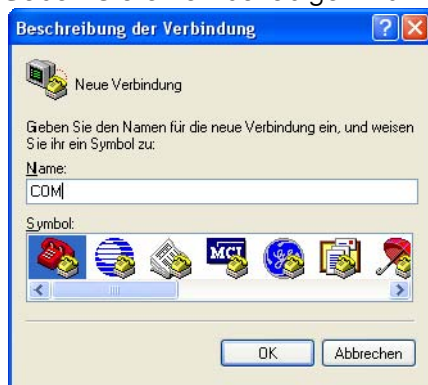 Beschreibung der Verbindung
Neue Verbindung
Geben Sie den Namen für die neue Verbindung ein, und weisen
Sie ihr ein Symbol zu:
Name:
COM
Symbol:
MCI
OK Abbrechen